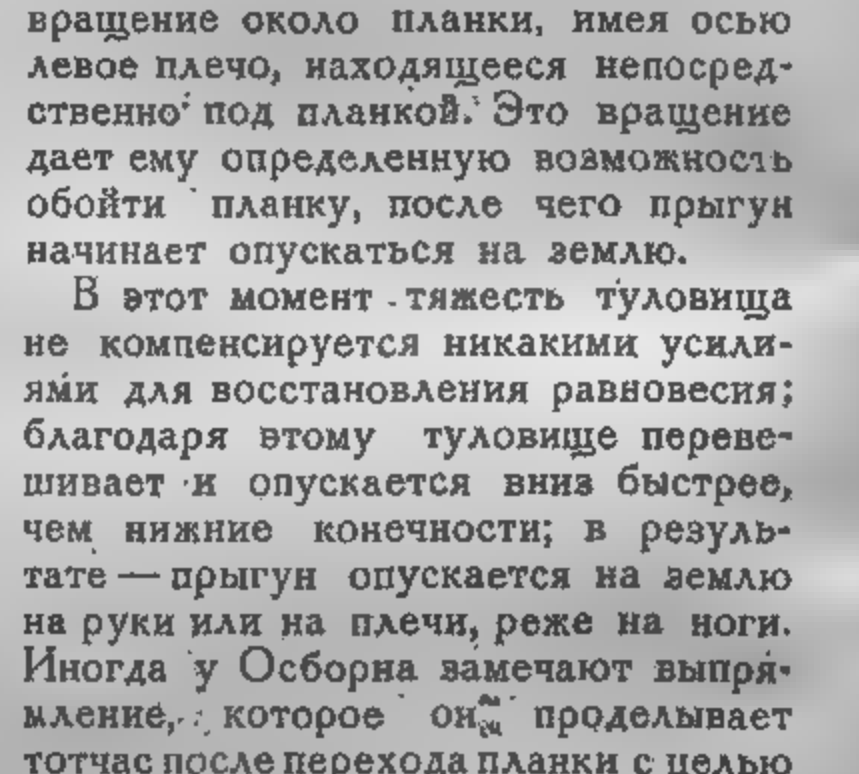 вращение около планки, имея осью
левое плечо, находящееся непосред-
ственно под планкой. Это вращение
дает ему определенную возможность
обойти планку, после чего прыгун
начинает опускаться на землю.
В этот момент тяжесть туловища
не компенсируется никакими усили-
ями для восстановления равновесия;
благодаря этому туловище переве-
шивает и опускается вниз быстрее,
чем нижние конечности; в резуль-
тате — прыгун опускается на землю
на руки или на плечи, реже на ноги.
Иногда у Осборна замечают выпря-
мление, которое он проделывает
тотчас после перехода планки с целью